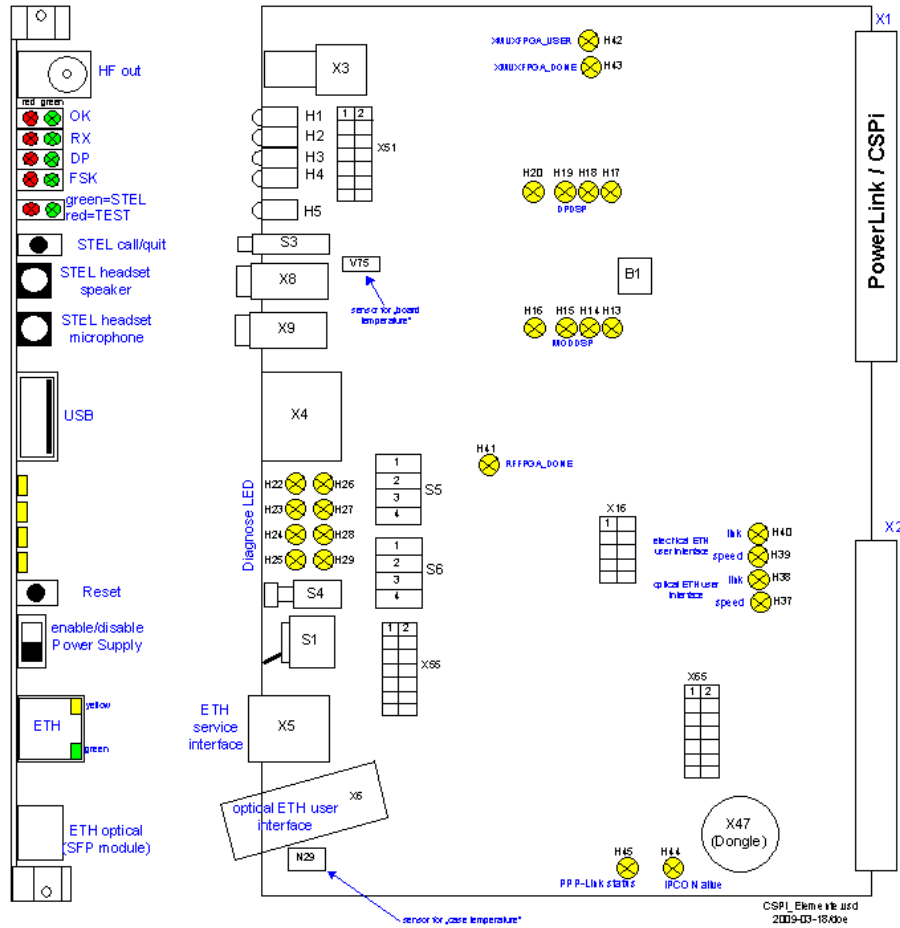 HF out
red green
OK
RX
DP
FSK
green=STEL
red=TEST
STEL call/quit
STEL headset
speaker
STEL headset
microphone
USB
Reset
enable/disable
Power Supply
ETH
yellow
green
ETH optical
(SFP module)
X3
H1
H2
H3
H4
H5
1 2
X51
S3
X8
V75
sensor for „board
temperature"
X9
X4
Diagnose LED
H22 H26
H23 H27
H24 H28
H25 H29
1
2
3
4
S5
1
2
3
4
S6
S4
S1
1 2
X55
ETH
service
interface
X5
optical ETH user
interface
X6
N29
sensor for „case temperature"
XMUXFPGA_USER H42
XMUXFPGA_DONE H43
H20 H19 H18 H17
DPDSP
B1
H16 H15 H14 H13
MODDSP
H41
RFFPGA_DONE
X16
1
electrical ETH
user interface
link H40
speed H39
optical ETH user
interface
link H38
speed H37
X65
1 2
X47
(Dongle)
H45 H44
PPP-Link status
IPCON alive
X1
PowerLink / CSPi
X2
CSPI_Elemente.vsd
2009-03-18/doe